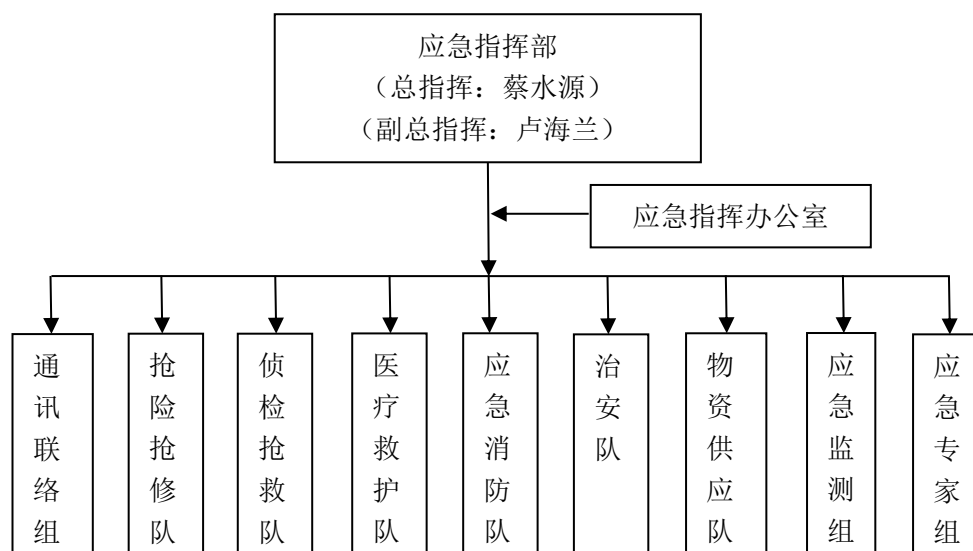 应急指挥部
（总指挥：蔡水源）
（副总指挥：卢海兰）
应急指挥办公室
通讯联络组
抢险抢修队
侦检抢救队
医疗救护队
应急消防队
治安队
物资供应队
应急监测组
应急专家组